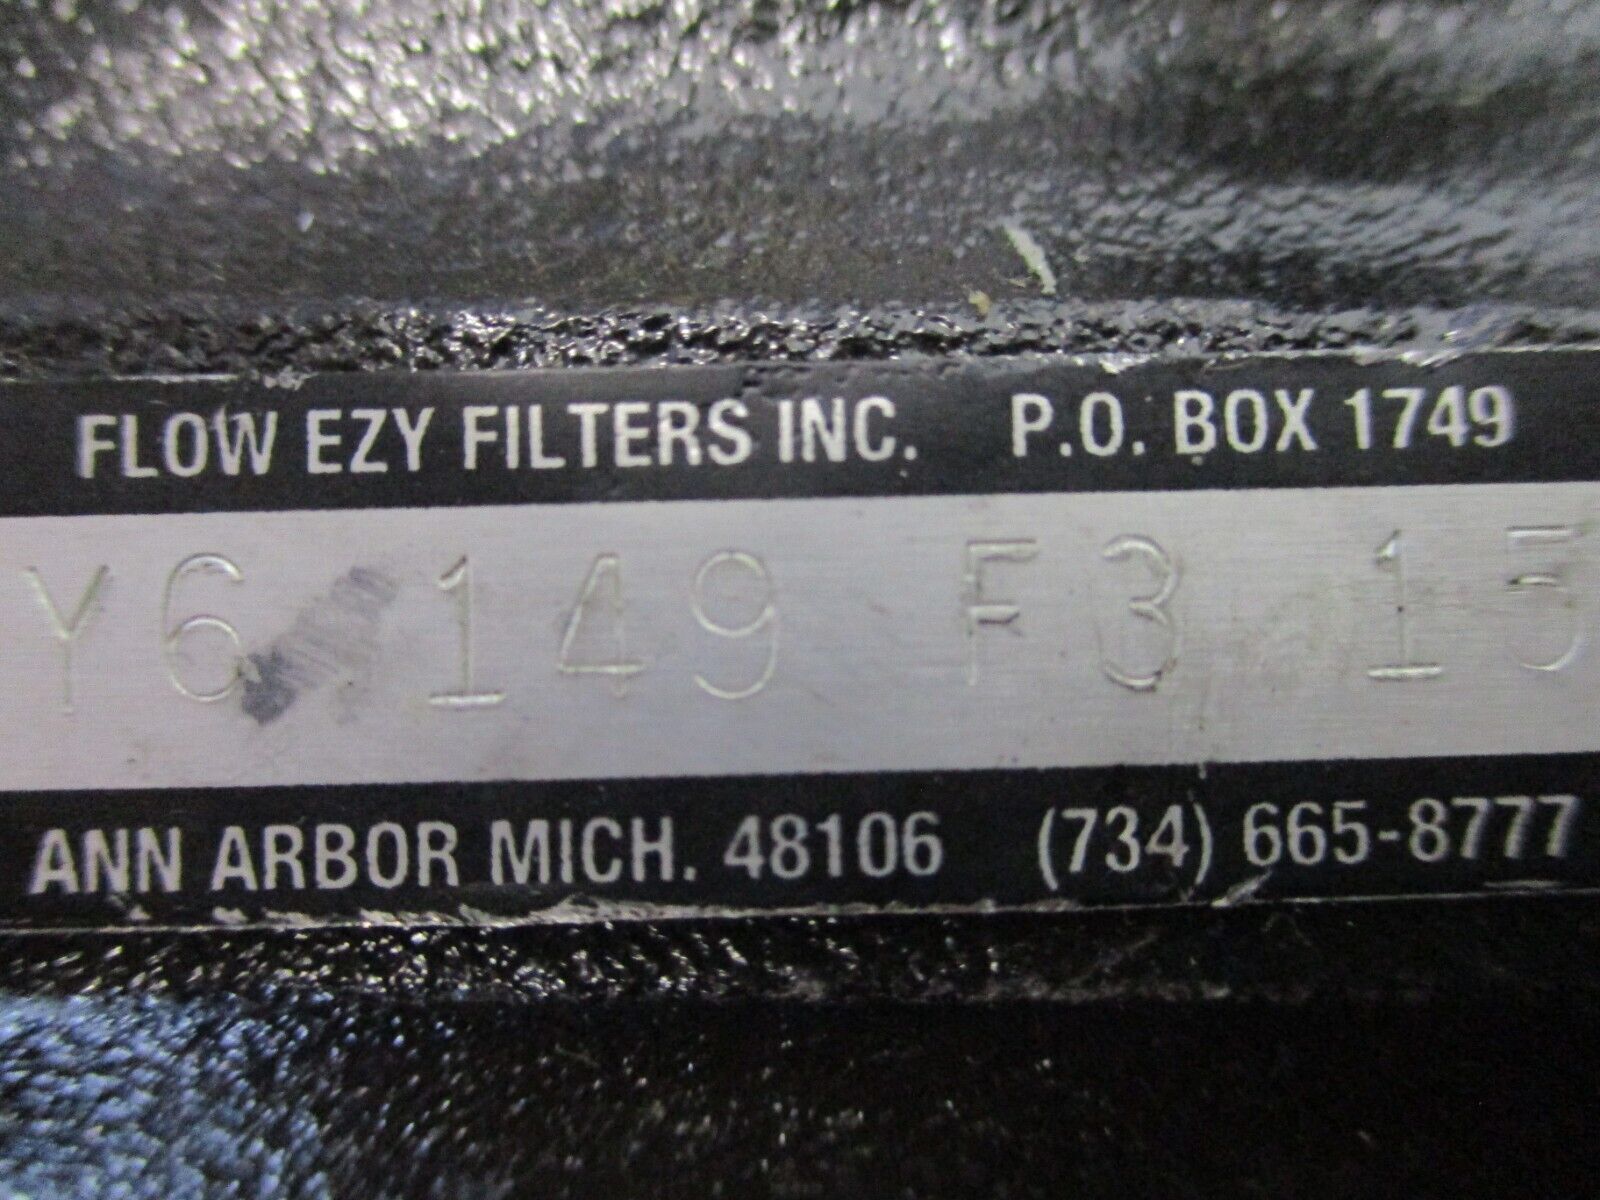 FLOW EZY FILTERS INC. P.O. BOX 1749
Y6 149 F3 15
ANN ARBOR MICH. 48106 (734) 665-8777